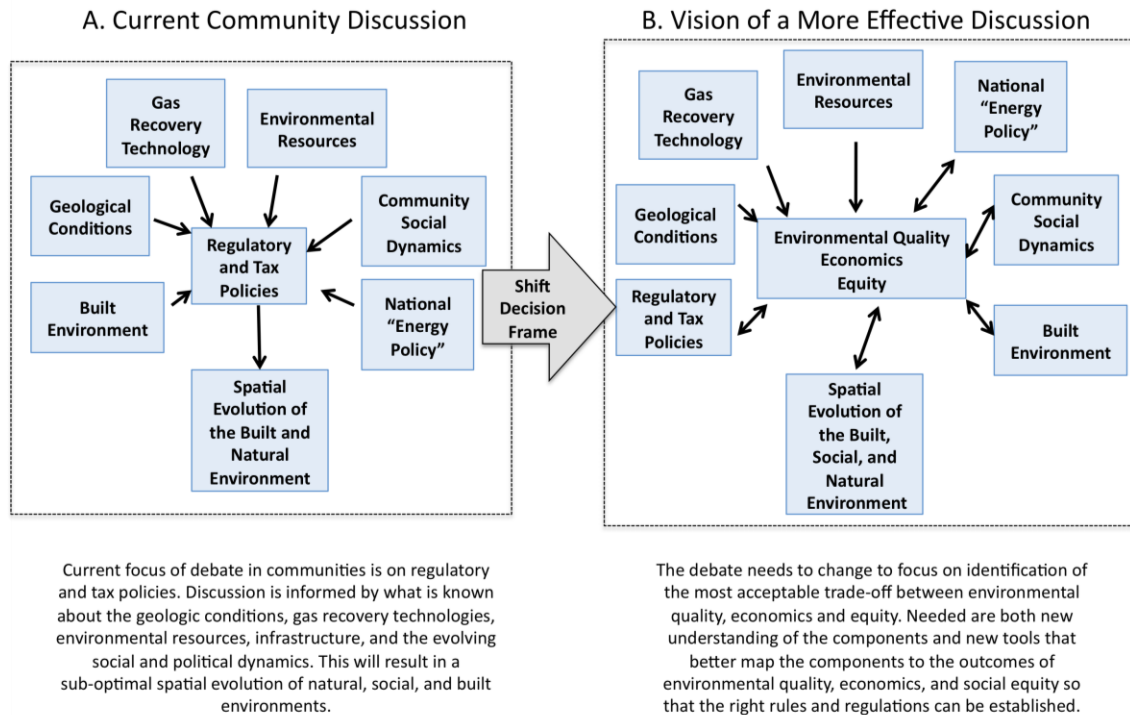 A. Current Community Discussion
Gas
Recovery
Technology
Environmental
Resources
Geological
Conditions
Regulatory
and Tax
Policies
Community
Social
Dynamics
Built
Environment
National
“Energy
Policy”
Spatial
Evolution of
the Built and
Natural
Environment
Current focus of debate in communities is on regulatory
and tax policies. Discussion is informed by what is known
about the geologic conditions, gas recovery technologies,
environmental resources, infrastructure, and the evolving
social and political dynamics. This will result in a
sub-optimal spatial evolution of natural, social, and built
environments.
Shift
Decision
Frame
B. Vision of a More Effective Discussion
Gas
Recovery
Technology
Environmental
Resources
National
“Energy
Policy”
Geological
Conditions
Environmental Quality
Economics
Equity
Community
Social
Dynamics
Regulatory
and Tax
Policies
Built
Environment
Spatial
Evolution of
the Built,
Social, and
Natural
Environment
The debate needs to change to focus on identification of
the most acceptable trade-off between environmental
quality, economics and equity. Needed are both new
understanding of the components and new tools that
better map the components to the outcomes of
environmental quality, economics, and social equity so
that the right rules and regulations can be established.